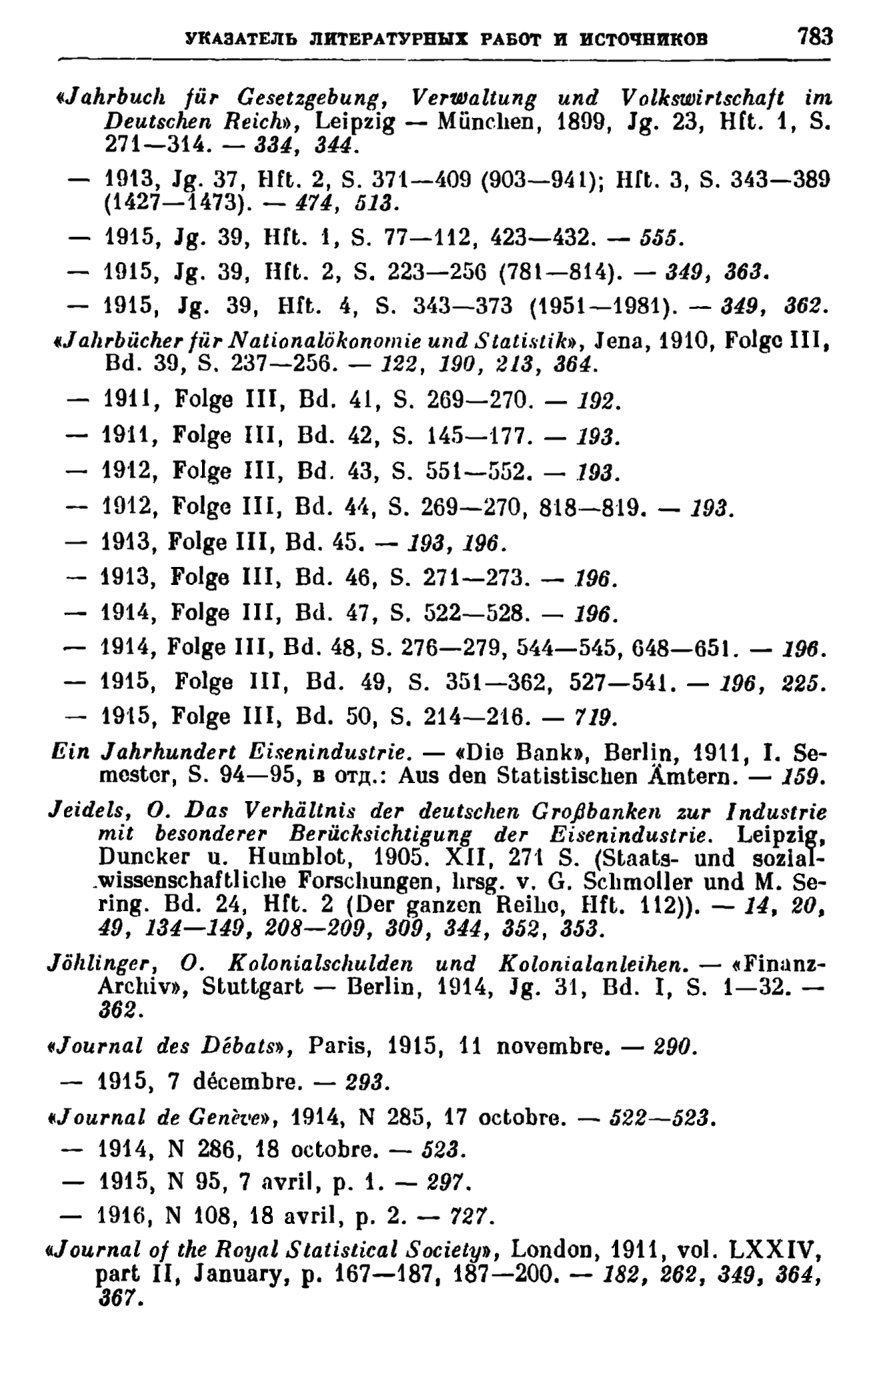 УКАЗАТЕЛЬ ЛИТЕРАТУРНЫХ РАБОТ И ИСТОЧНИКОВ 783
«Jahrbuch für Gesetzgebung, Verwaltung und Volkswirtschaft im
Deutschen Reich», Leipzig — München, 1899, Jg. 23, Hft. 1, S.
271—314. — 334, 344.
— 1913, Jg. 37, Hft. 2, S. 371—409 (903—941); Hft. 3, S. 343—389
(1427—1473). — 474, 513.
— 1915, Jg. 39, Hft. 1, S. 77—112, 423—432. — 555.
— 1915, Jg. 39, Hft. 2, S. 223—256 (781—814). — 349, 363.
— 1915, Jg. 39, Hft. 4, S. 343—373 (1951—1981). — 349, 362.
«Jahrbücher für Nationalökonomie und Statistik», Jena, 1910, Folge III,
Bd. 39, S. 237—256. — 122, 190, 213, 364.
— 1911, Folge III, Bd. 41, S. 269—270. — 192.
— 1911, Folge III, Bd. 42, S. 145—177. — 193.
— 1912, Folge III, Bd. 43, S. 551—552. — 193.
— 1912, Folge III, Bd. 44, S. 269—270, 818—819. — 193.
— 1913, Folge III, Bd. 45. — 193, 196.
— 1913, Folge III, Bd. 46, S. 271—273. — 196.
— 1914, Folge III, Bd. 47, S. 522—528. — 196.
— 1914, Folge III, Bd. 48, S. 276—279, 544—545, 648—651. — 196.
— 1915, Folge III, Bd. 49, S. 351—362, 527—541. — 196, 225.
— 1915, Folge III, Bd. 50, S. 214—216. — 719.
Ein Jahrhundert Eisenindustrie. — «Die Bank», Berlin, 1911, I. Se-
mester, S. 94—95, в отд.: Aus den Statistischen Ämtern. — 159.
Jeidels, O. Das Verhältnis der deutschen Großbanken zur Industrie
mit besonderer Berücksichtigung der Eisenindustrie. Leipzig,
Duncker u. Humblot, 1905. XII, 271 S. (Staats- und sozial-
wissenschaftliche Forschungen, hrsg. v. G. Schmoller und M. Se-
ring. Bd. 24, Hft. 2 (Der ganzen Reihe, Hft. 112)). — 14, 20,
49, 134—149, 208—209, 309, 344, 352, 353.
Jöhlinger, O. Kolonialschulden und Kolonialanleihen. — «Finanz-
Archiv», Stuttgart — Berlin, 1914, Jg. 31, Bd. I, S. 1—32. —
362.
«Journal des Débats», Paris, 1915, 11 novembre. — 290.
— 1915, 7 décembre. — 293.
«Journal de Genève», 1914, N 285, 17 octobre. — 522—523.
— 1914, N 286, 18 octobre. — 523.
— 1915, N 95, 7 avril, p. 1. — 297.
— 1916, N 108, 18 avril, p. 2. — 727.
«Journal of the Royal Statistical Society», London, 1911, vol. LXXIV,
part II, January, p. 167—187, 187—200. — 182, 262, 349, 364,
367.